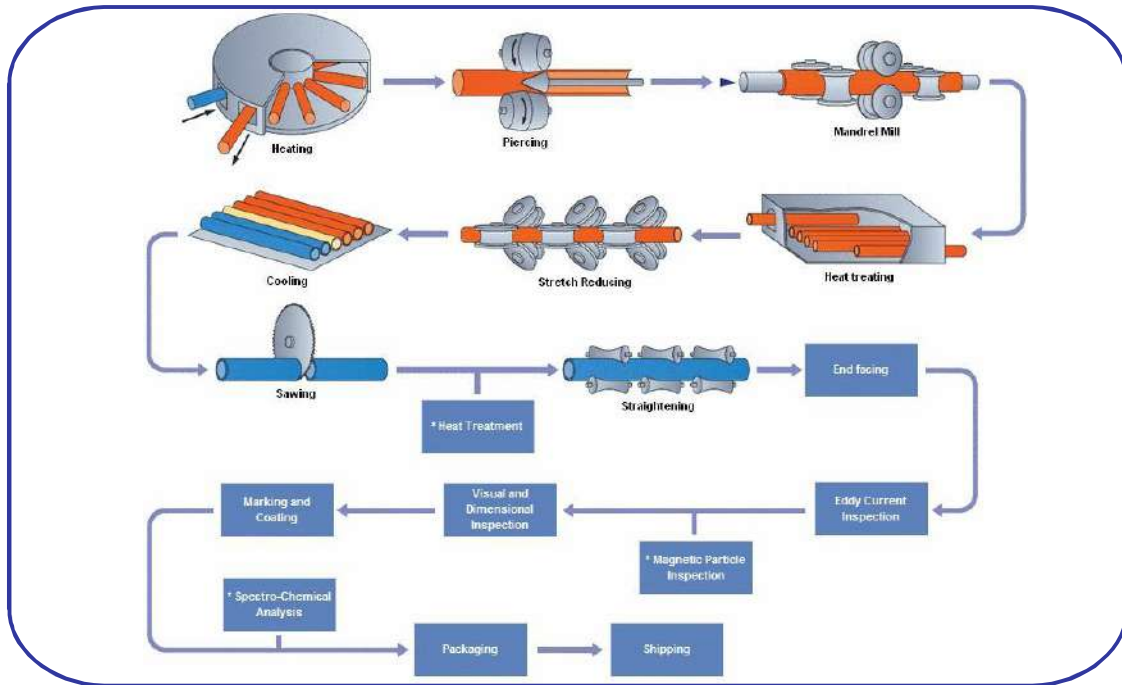 Heating
Piercing
Mandrel Mill
Cooling
Stretch Reducing
Heat treating
Sawing
* Heat Treatment
Straightening
End facing
Eddy Current
Inspection
* Magnetic Particle
Inspection
Visual and
Dimensional
Inspection
Marking and
Coating
* Spectro-Chemical
Analysis
Packaging
Shipping